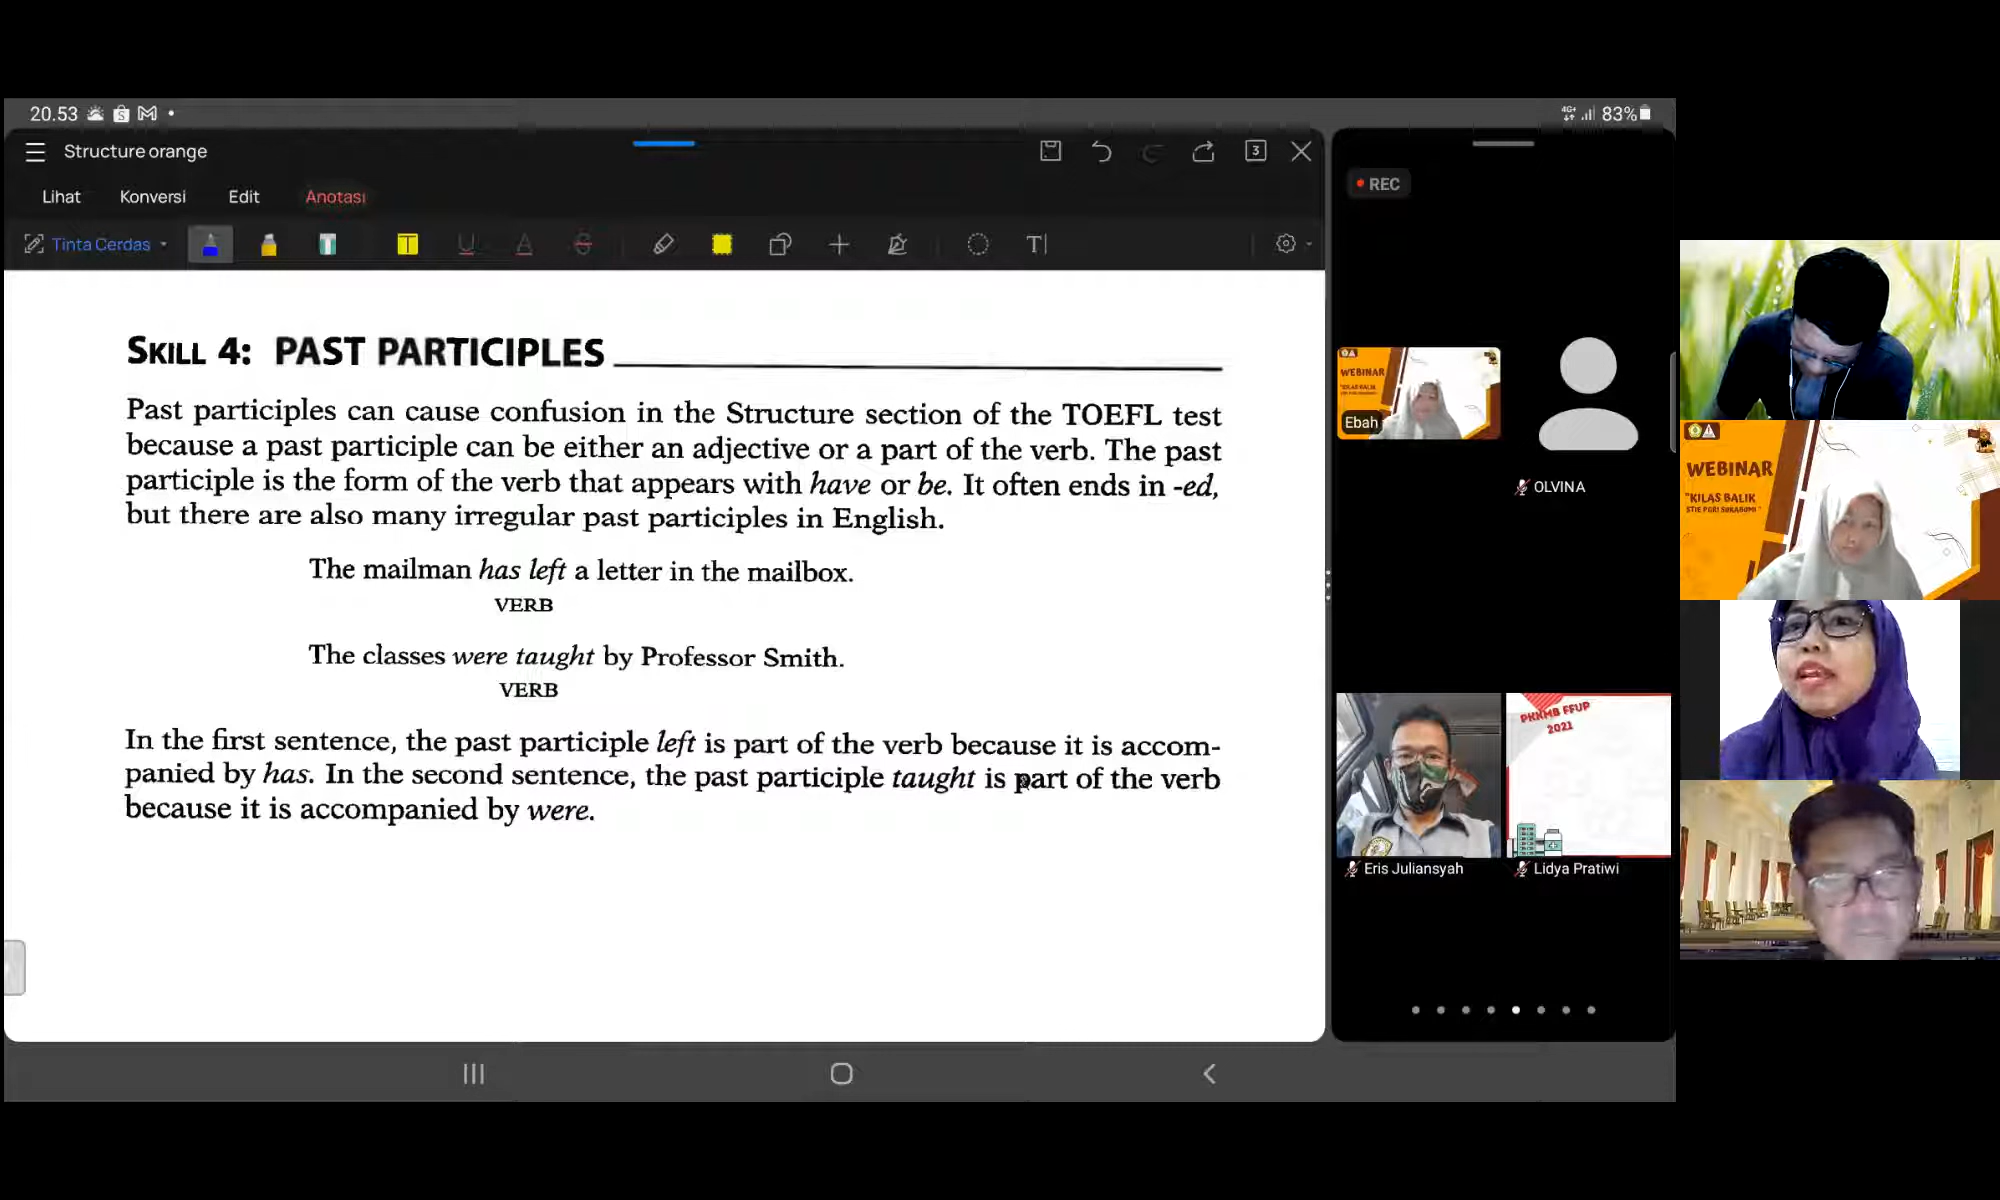 20.53
4G+
83%
Structure orange
3
Lihat Konversi Edit Anotasi
Tinta Cerdas
SKILL 4: PAST PARTICIPLES
Past participles can cause confusion in the Structure section of the TOEFL test
because a past participle can be either an adjective or a part of the verb. The past
participle is the form of the verb that appears with have or be. It often ends in -ed,
but there are also many irregular past participles in English.
The mailman has left a letter in the mailbox.
VERB
The classes were taught by Professor Smith.
VERB
In the first sentence, the past participle left is part of the verb because it is accom-
panied by has. In the second sentence, the past participle taught is part of the verb
because it is accompanied by were.
REC
WEBINAR
"KILAS BALIK
Ebah
OLVINA
PKKMB FFUP
2021
Eris Juliansyah
Lidya Pratiwi
WEBINAR
"KILAS BALIK
STIE PGRI SUKABUMI"